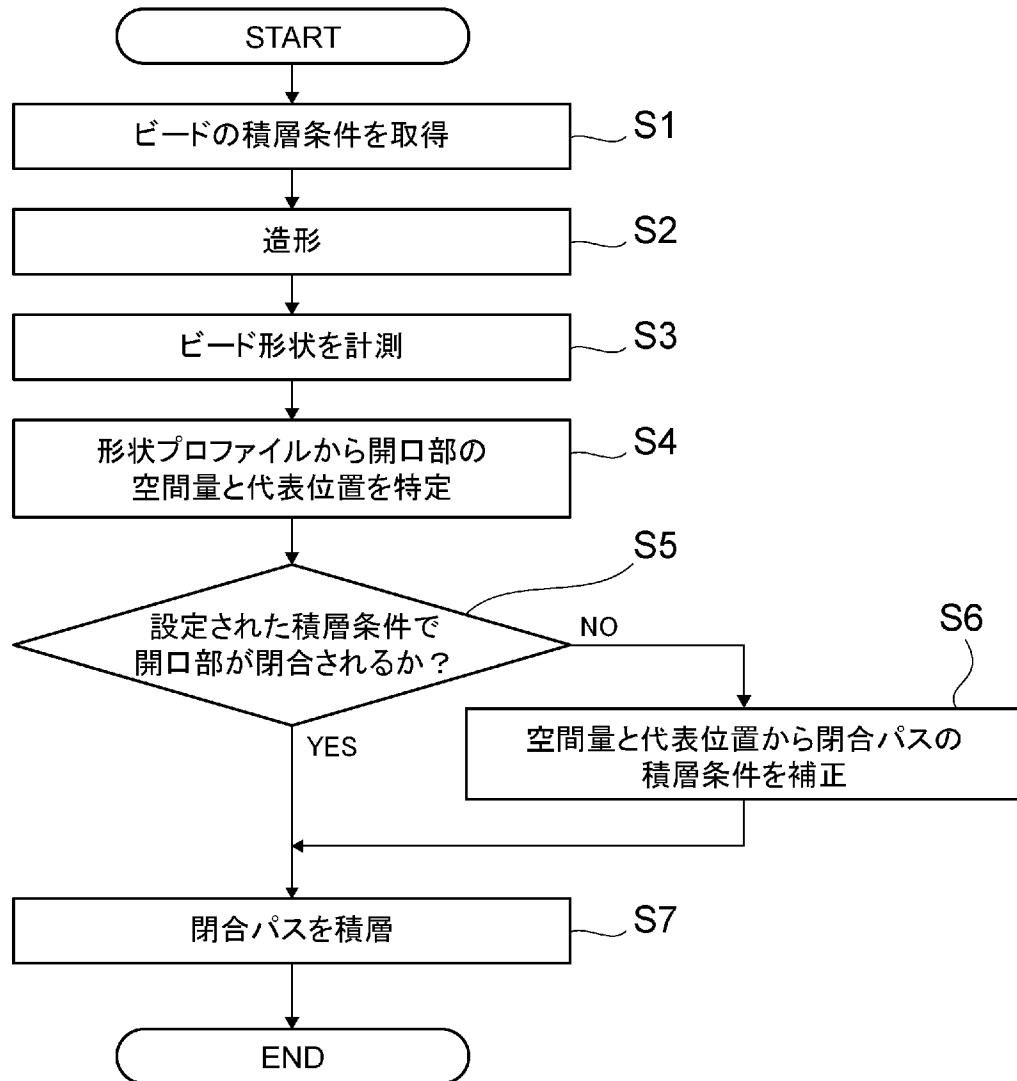 START
ビードの積層条件を取得
S1
造形
S2
ビード形状を計測
S3
形状プロファイルから開口部の
空間量と代表位置を特定
S4
S5
設定された積層条件で
開口部が閉合されるか？
NO
YES
S6
空間量と代表位置から閉合パスの
積層条件を補正
閉合パスを積層
S7
END